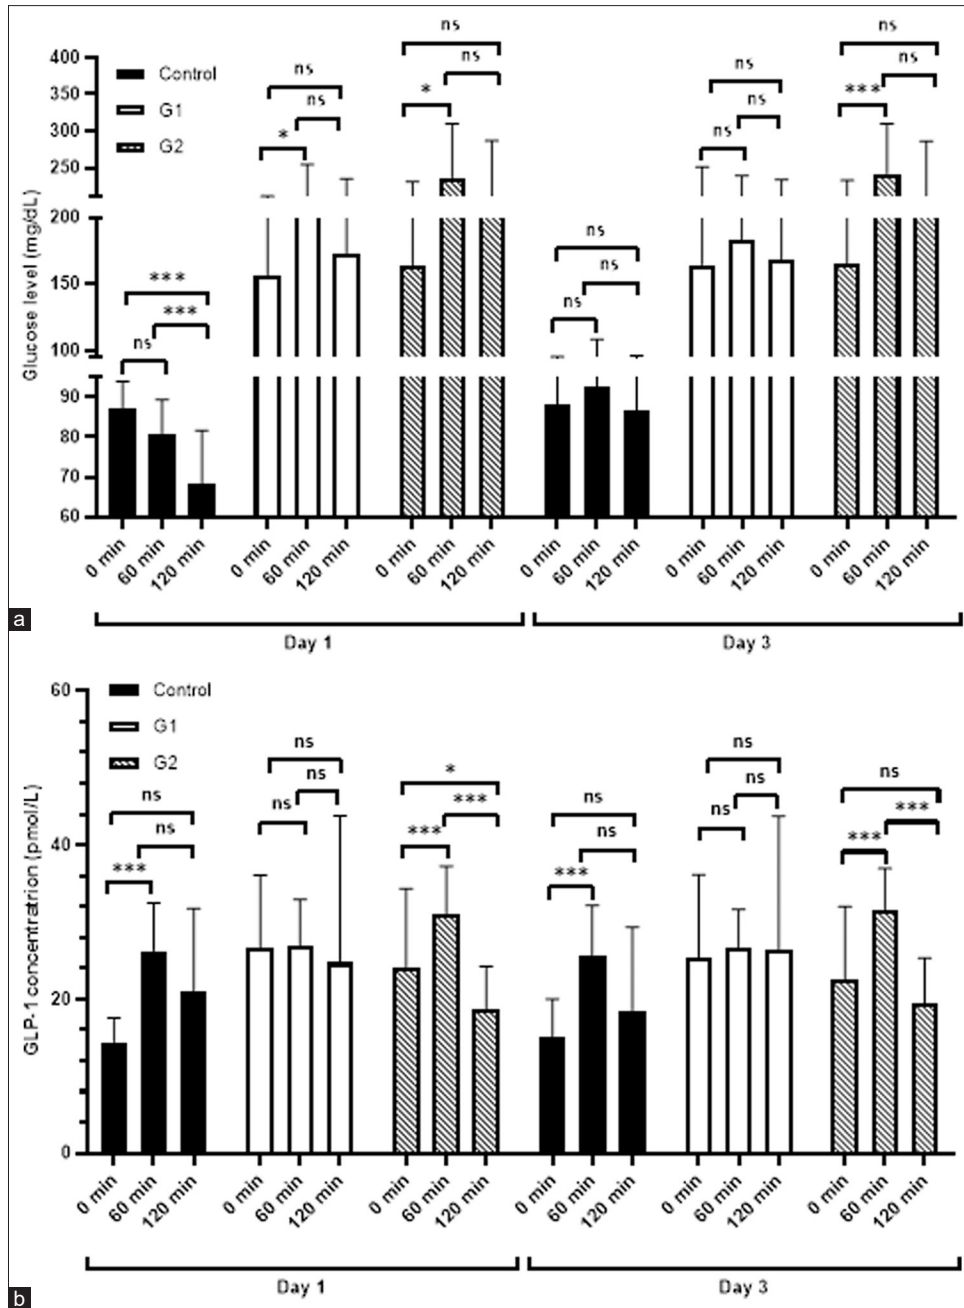 ns
ns
400
Control
ns
ns
ns
350
G1
ns
*
***
300
G2
*
ns
ns
250
Glucose level (mg/dL)
200
ns
***
ns
150
***
ns
100
ns
90
80
70
60
0 min 60 min 120 min 0 min 60 min 120 min 0 min 60 min 120 min 0 min 60 min 120 min 0 min 60 min 120 min 0 min 60 min 120 min
a
Day 1 Day 3
60
Control
G1
ns ns
G2
ns * ns ns
ns ns *** ns ns ***
ns ns *** ns ns ***
40
*** ***
GLP-1 concentratrion (pmol/L)
20
0
0 min 60 min 120 min 0 min 60 min 120 min 0 min 60 min 120 min 0 min 60 min 120 min 0 min 60 min 120 min 0 min 60 min 120 min
Day 1 Day 3
b